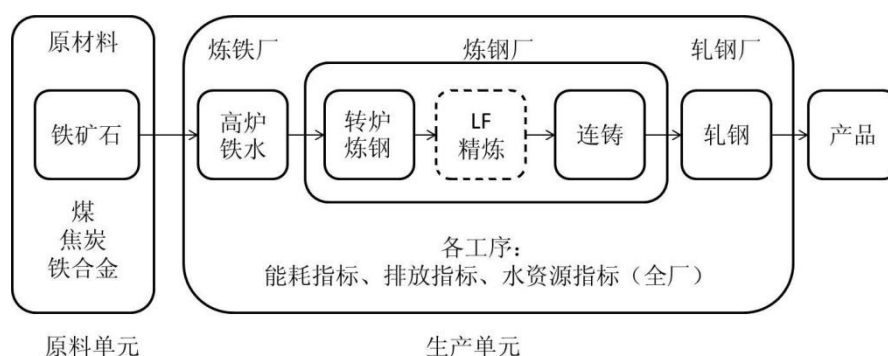 原材料
铁矿石
煤
焦炭
铁合金
原料单元
炼铁厂
高炉
铁水
炼钢厂
转炉
炼钢
LF
精炼
连铸
轧钢厂
轧钢
产品
各工序：
能耗指标、排放指标、水资源指标（全厂）
生产单元